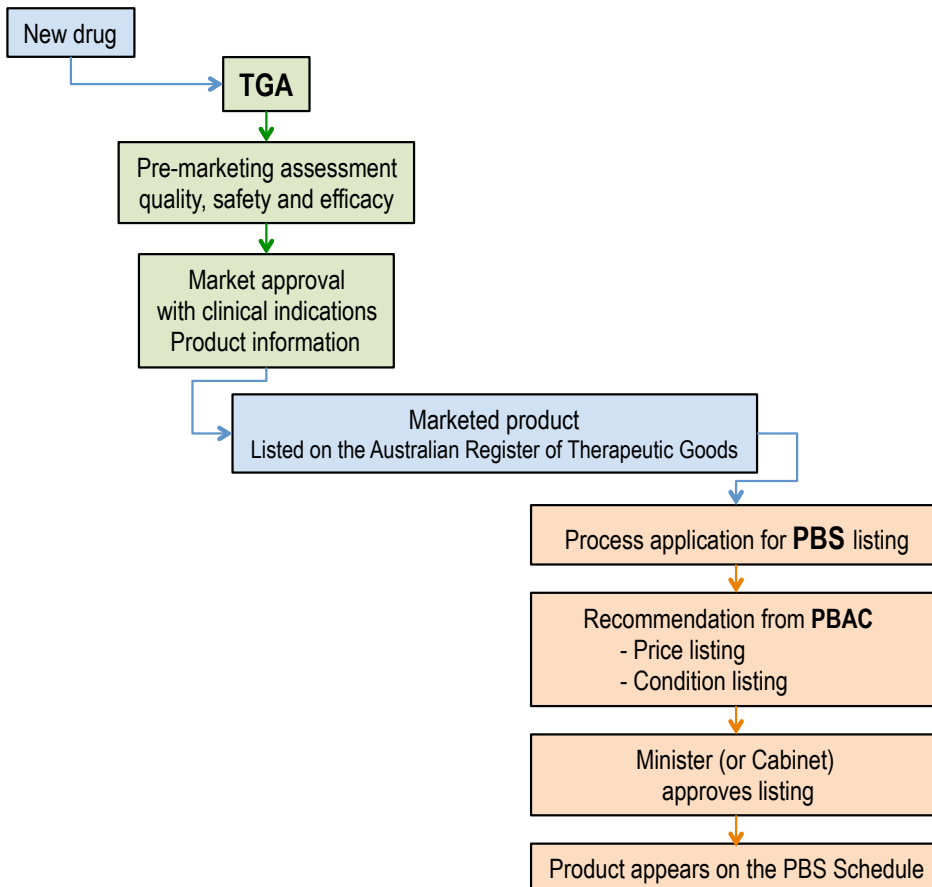 New drug
TGA
Pre-marketing assessment
quality, safety and efficacy
Market approval
with clinical indications
Product information
Marketed product
Listed on the Australian Register of Therapeutic Goods
Process application for PBS listing
Recommendation from PBAC
- Price listing
- Condition listing
Minister (or Cabinet)
approves listing
Product appears on the PBS Schedule